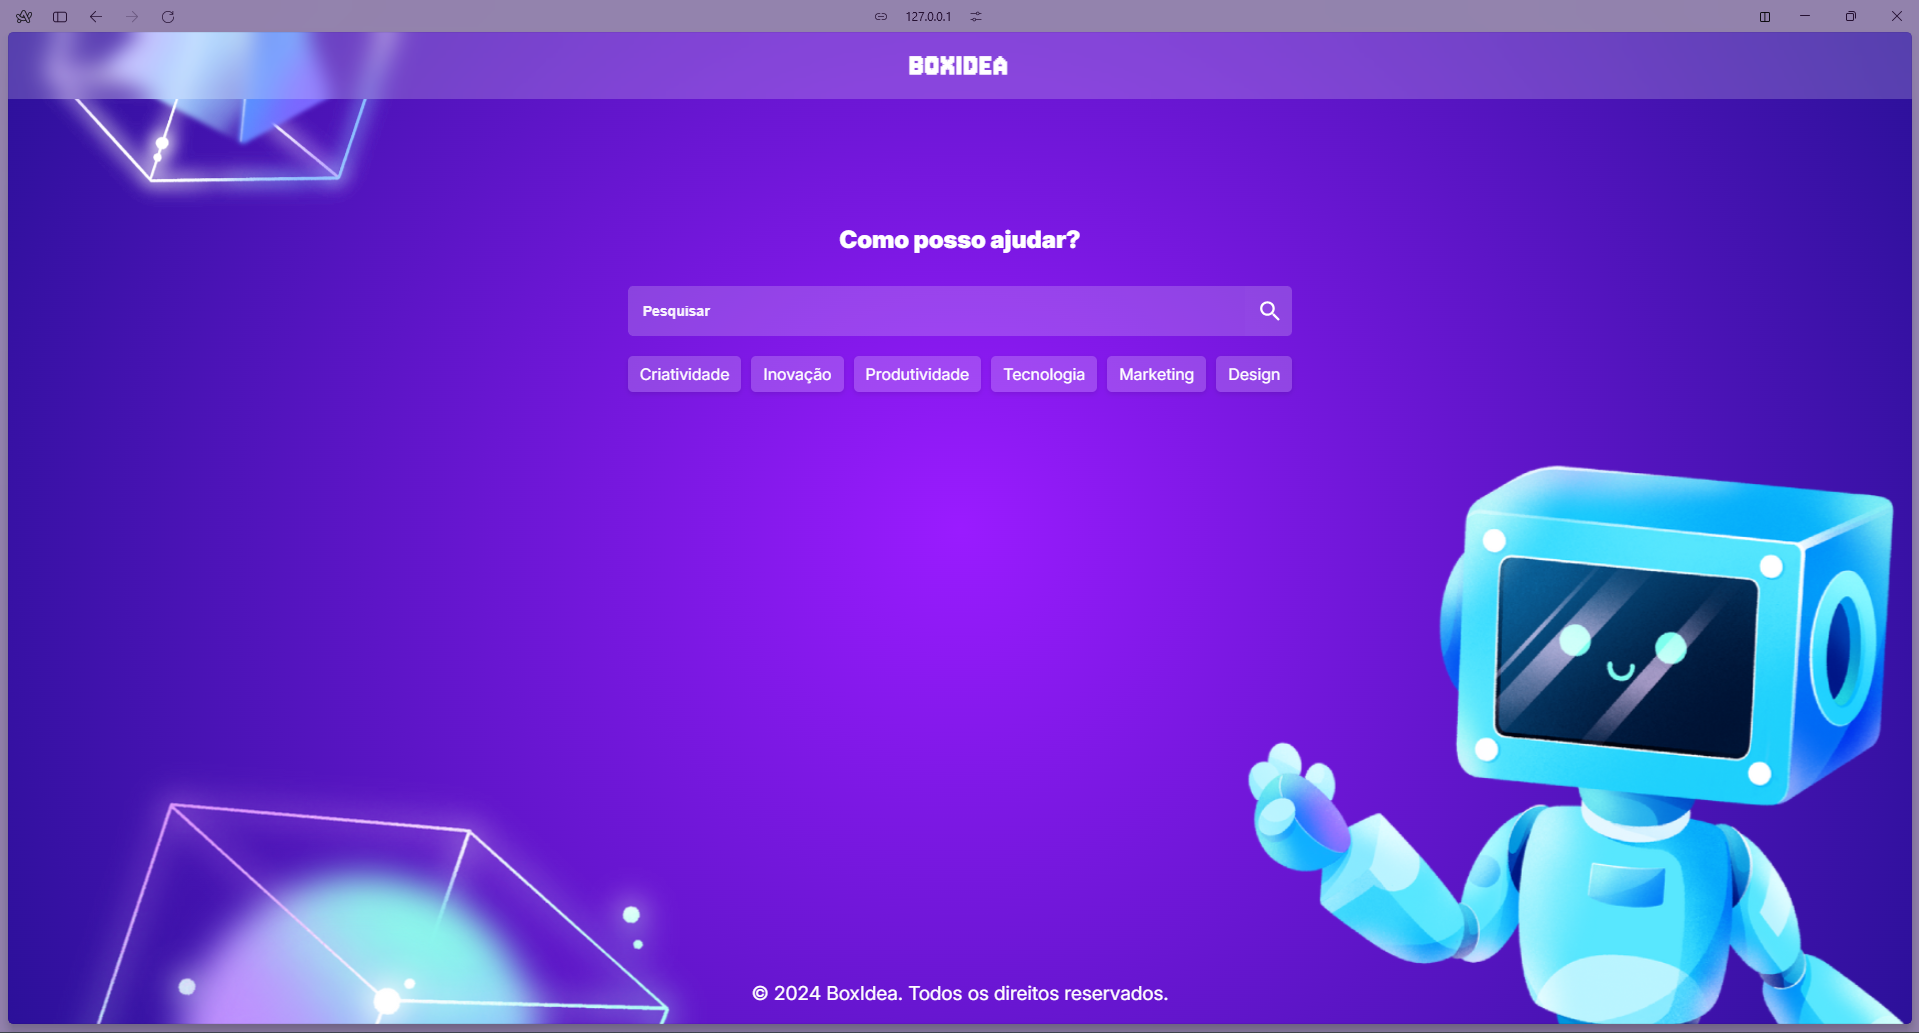 127.0.0.1
BOXIDEA
Como posso ajudar?
Pesquisar
Criatividade Inovação Produtividade Tecnologia Marketing Design
© 2024 BoxIdea. Todos os direitos reservados.